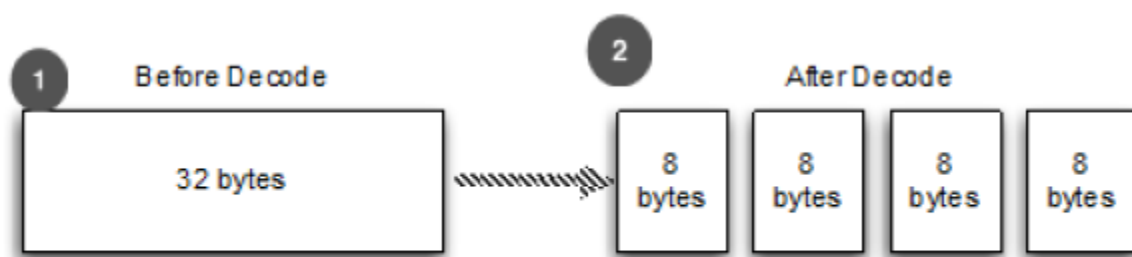 1
Before Decode
32 bytes
2
After Decode
8
bytes
8
bytes
8
bytes
8
bytes